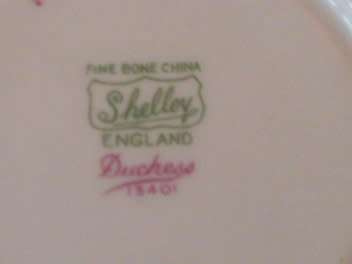 FINE BONE CHINA
Shelley
ENGLAND
Duchess
13401